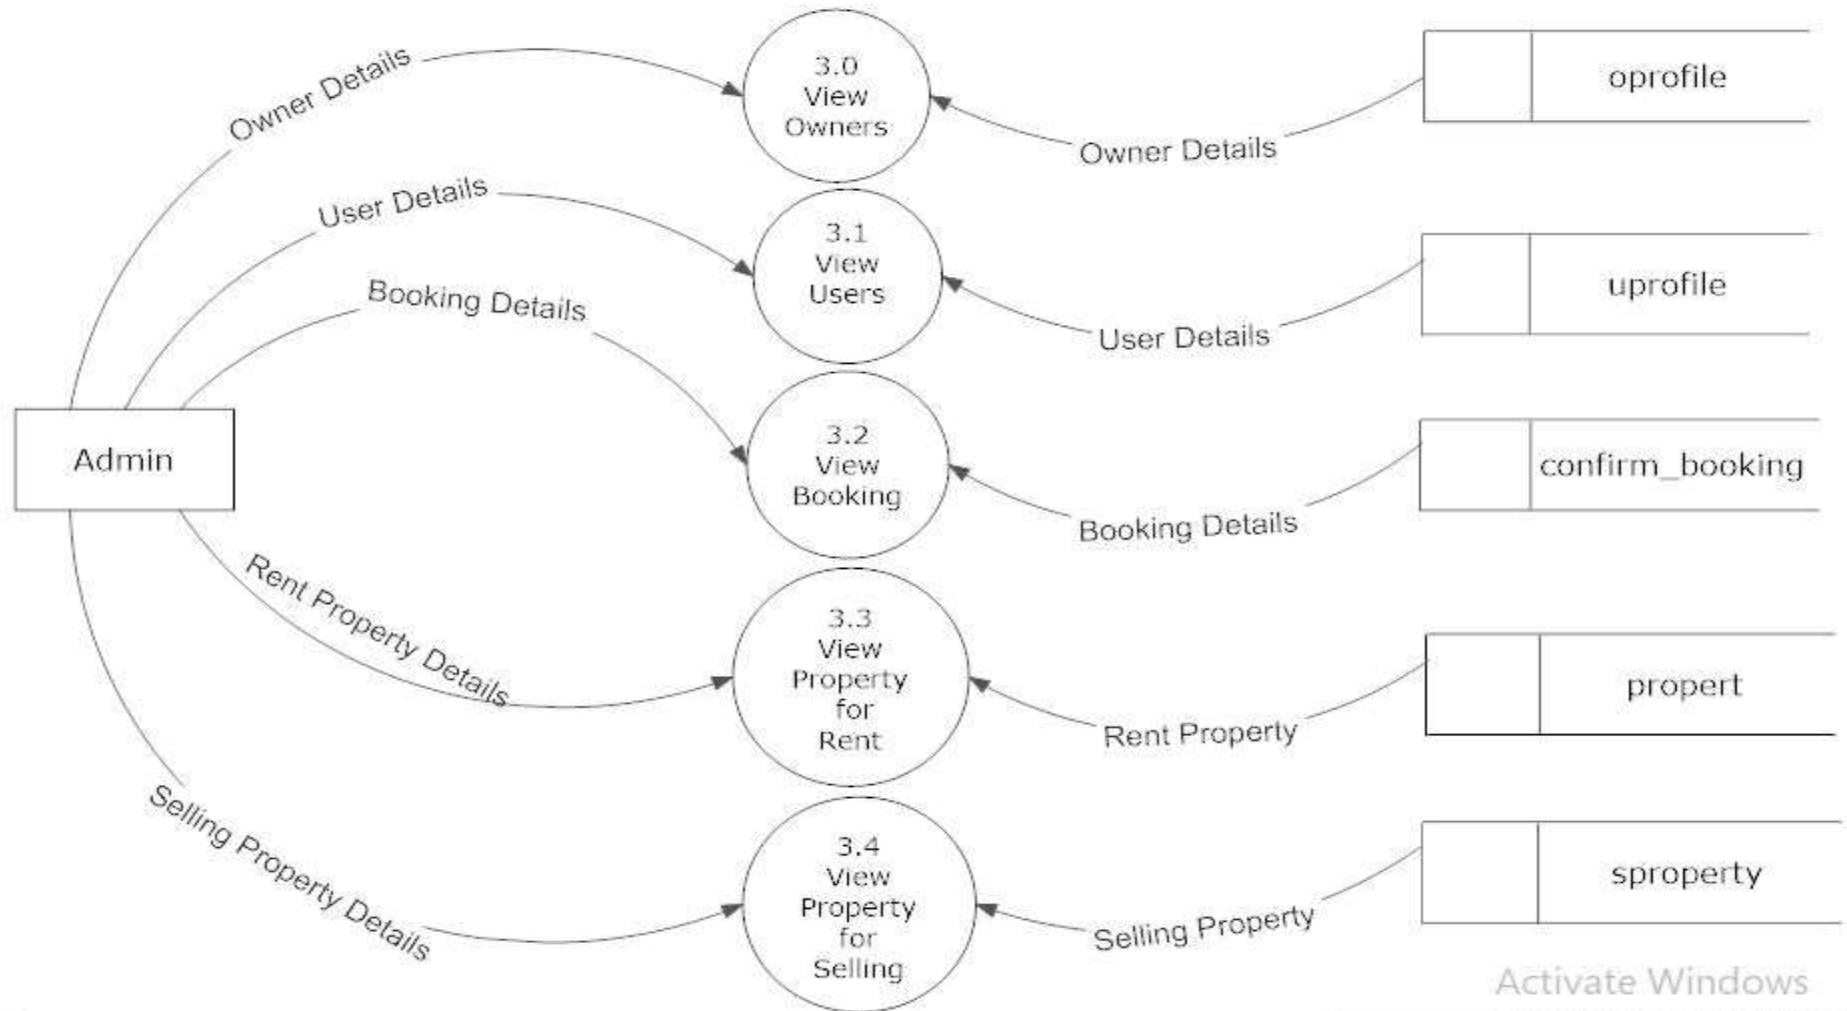 Owner Details
3.0
View
Owners
Owner Details
oprofile
User Details
3.1
View
Users
User Details
uprofile
Booking Details
3.2
View
Booking
Booking Details
confirm_booking
Admin
Rent Property Details
3.3
View
Property
for
Rent
Rent Property
propert
Selling Property Details
3.4
View
Property
for
Selling
Selling Property
sproperty
Activate Windows